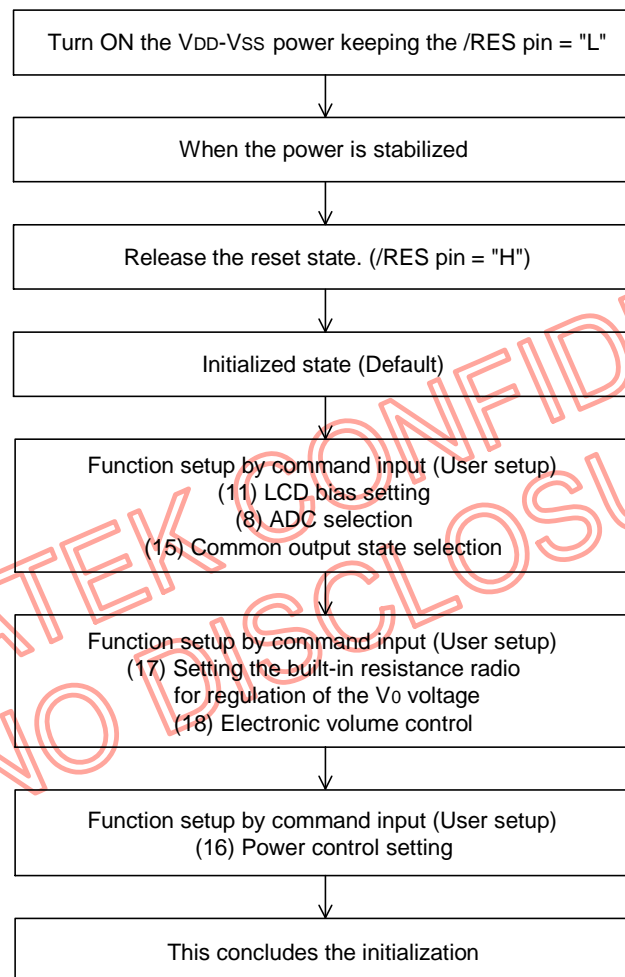 Turn ON the VDD-VSS power keeping the /RES pin = "L"
When the power is stabilized
Release the reset state. (/RES pin = "H")
Initialized state (Default)
Function setup by command input (User setup)
(11) LCD bias setting
(8) ADC selection
(15) Common output state selection
Function setup by command input (User setup)
(17) Setting the built-in resistance radio
for regulation of the V0 voltage
(18) Electronic volume control
Function setup by command input (User setup)
(16) Power control setting
This concludes the initialization
NO